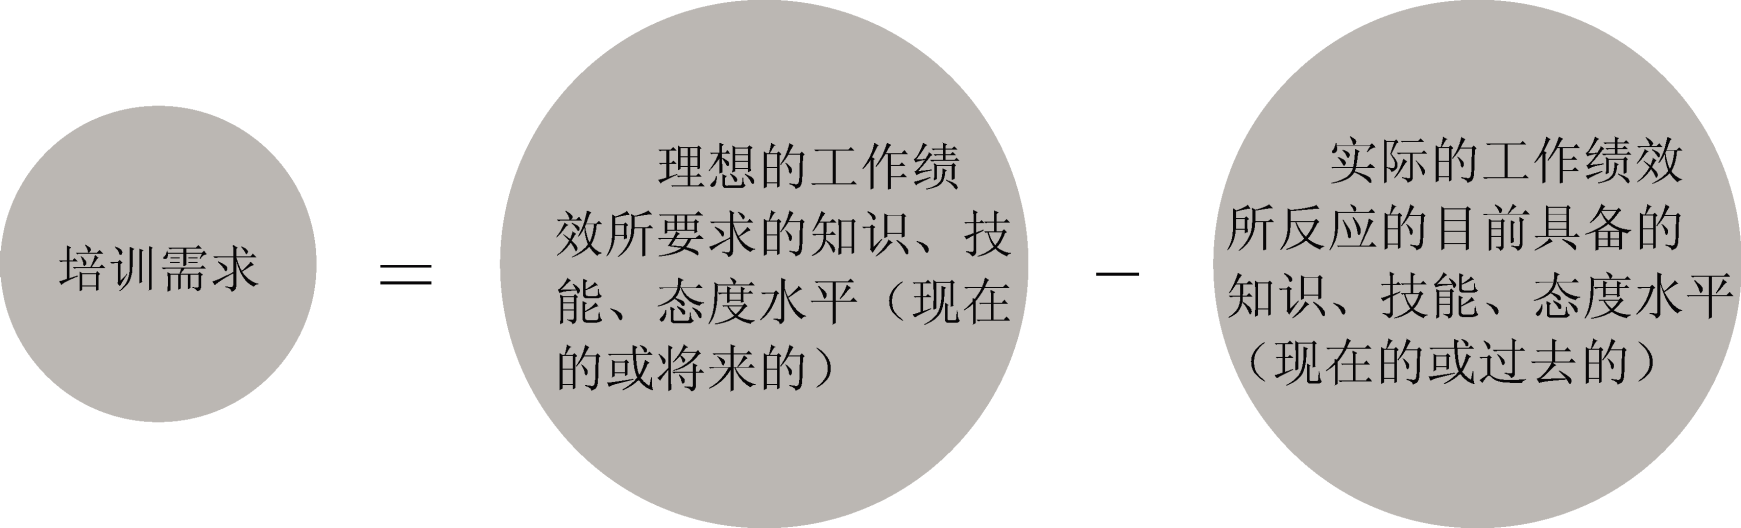 培训需求
=
理想的工作绩
效所要求的知识、技
能、态度水平（现在
的或将来的）
-
实际的工作绩效
所反应的目前具备的
知识、技能、态度水平
（现在的或过去的）